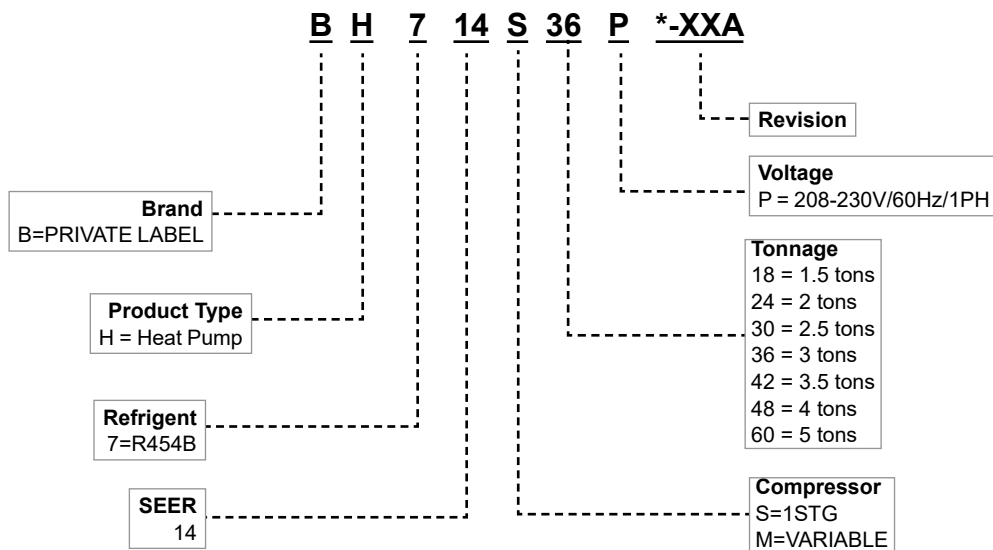 B H 7 14 S 36 P *-XXA
Revision
Voltage
P = 208-230V/60Hz/1PH
Brand
B=PRIVATE LABEL
Tonnage
18 = 1.5 tons
24 = 2 tons
30 = 2.5 tons
36 = 3 tons
42 = 3.5 tons
48 = 4 tons
60 = 5 tons
Product Type
H = Heat Pump
Refrigent
7=R454B
SEER
14
Compressor
S=1STG
M=VARIABLE